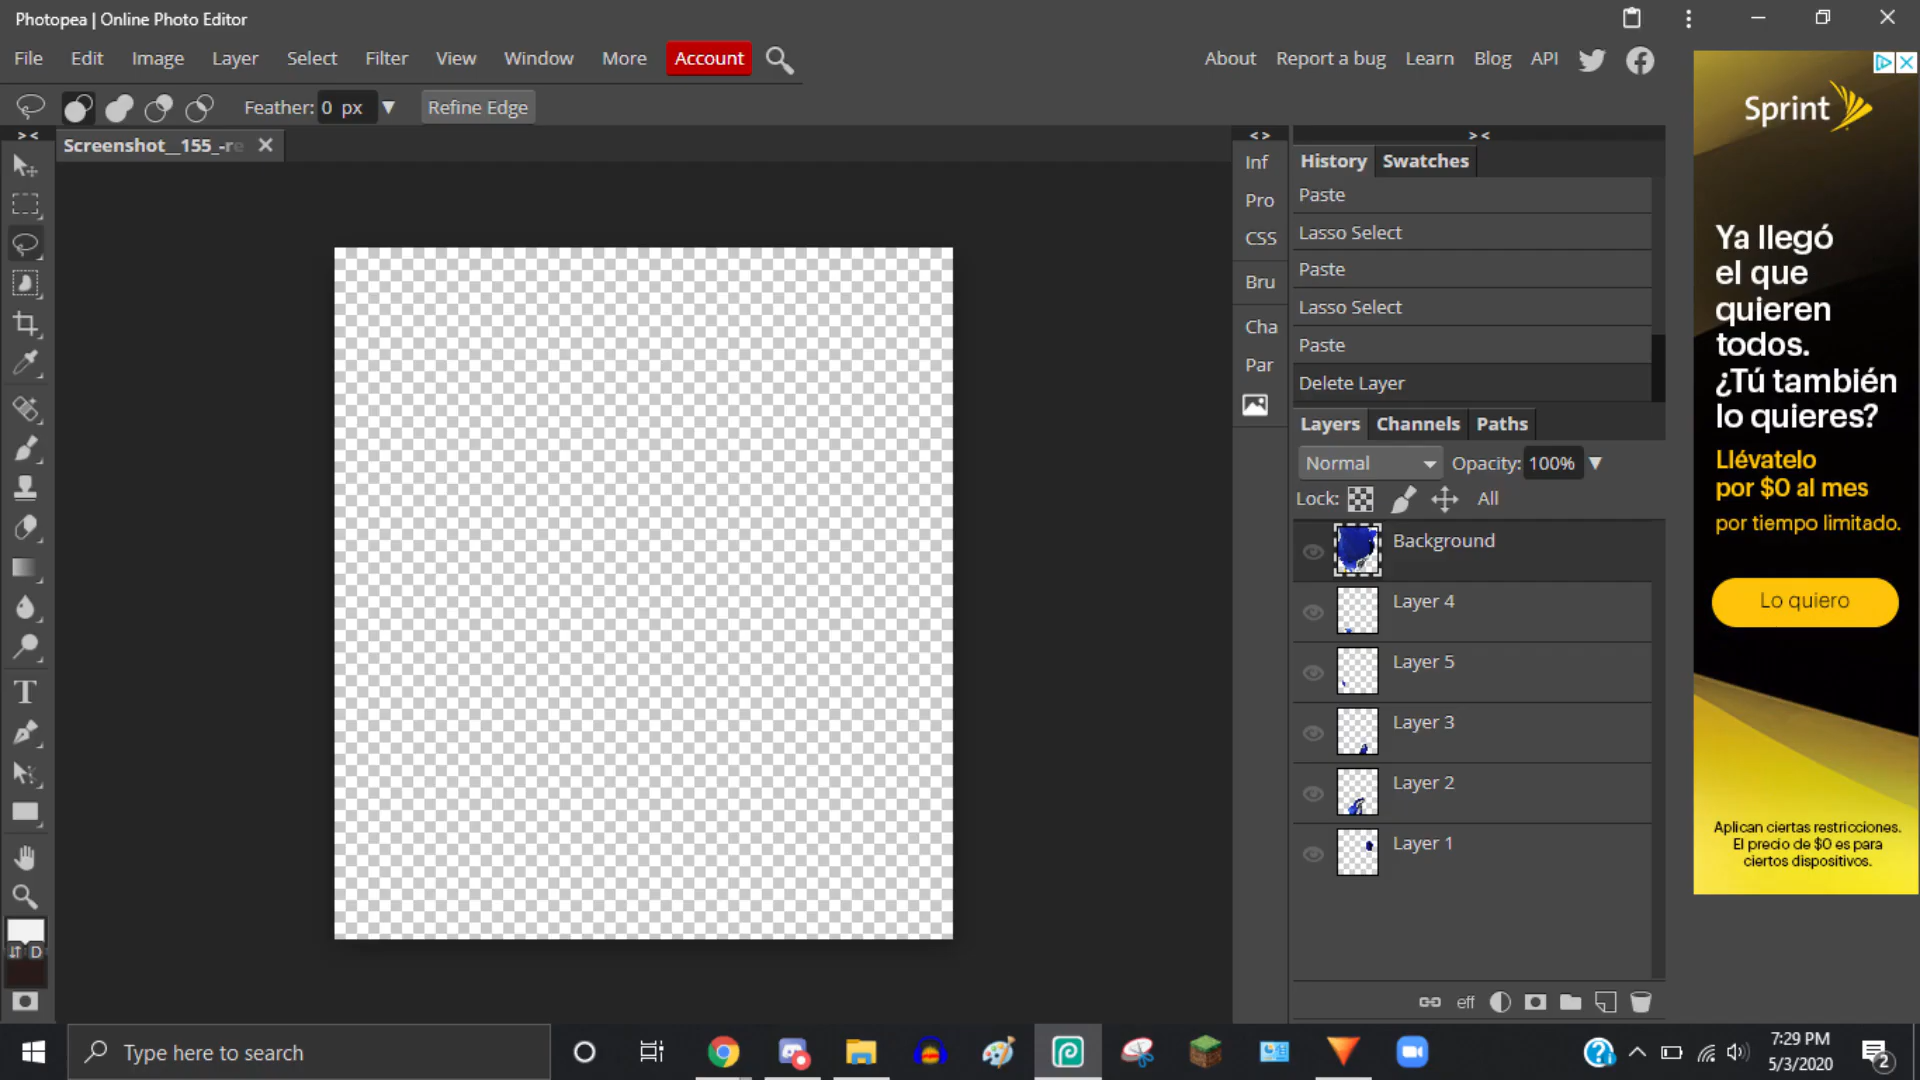 Photopea | Online Photo Editor
File Edit Image Layer Select Filter View Window More Account
About Report a bug Learn Blog API
Feather: 0 px Refine Edge
Screenshot__155_-re
Inf
Pro
CSS
Bru
Cha
Par
History Swatches
Paste
Lasso Select
Paste
Lasso Select
Paste
Delete Layer
Layers Channels Paths
Normal Opacity: 100%
Lock: All
Background
Layer 4
Layer 5
Layer 3
Layer 2
Layer 1
eff
D
Sprint
Ya llegó
el que
quieren
todos.
¿Tú también
lo quieres?
Llévatelo
por $0 al mes
por tiempo limitado.
Lo quiero
Aplican ciertas restricciones.
El precio de $0 es para
ciertos dispositivos.
Type here to search
7:29 PM
5/3/2020
2